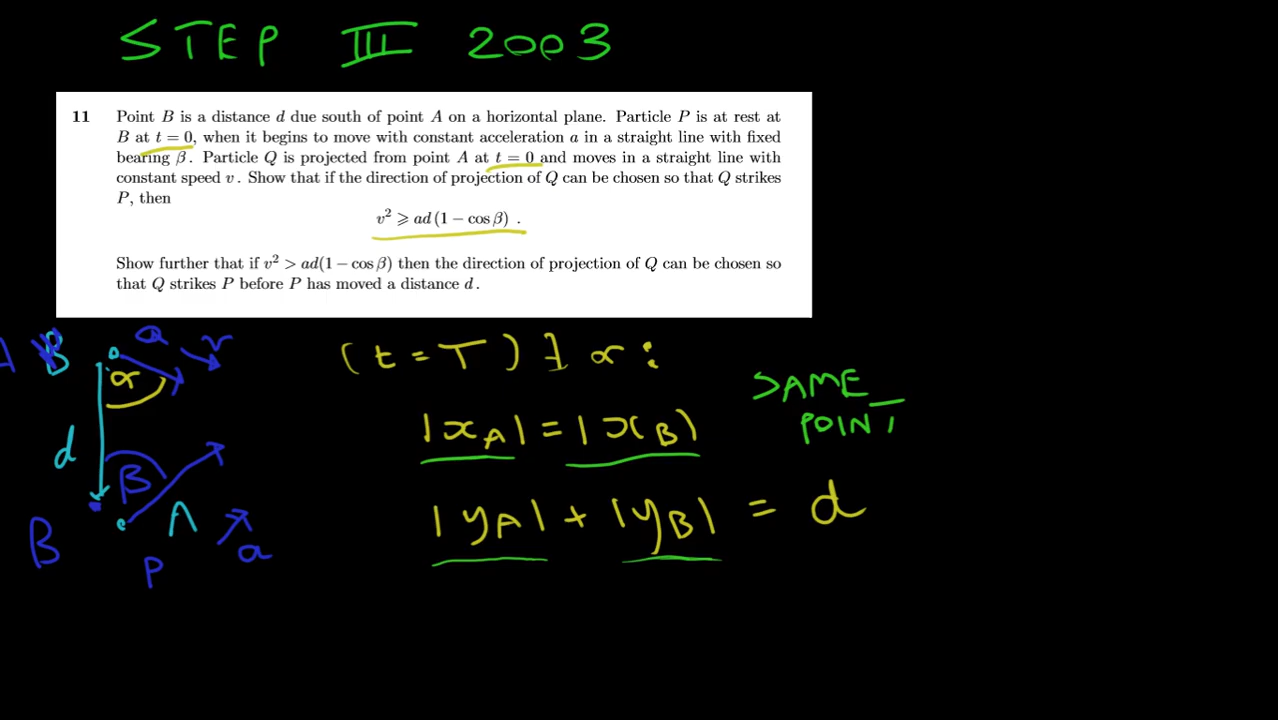 STEP III 2003
11 Point B is a distance d due south of point A on a horizontal plane. Particle P is at rest at
B at t = 0, when it begins to move with constant acceleration a in a straight line with fixed
bearing β. Particle Q is projected from point A at t = 0 and moves in a straight line with
constant speed v. Show that if the direction of projection of Q can be chosen so that Q strikes
P, then
v² ⩾ ad (1 − cos β) .
Show further that if v² > ad(1 − cos β) then the direction of projection of Q can be chosen so
that Q strikes P before P has moved a distance d.
A B Q v
α
d
β
B A
P a
(t = T) ∃ α :
|x_A| = |x_B|
SAME
POINT
|y_A| + |y_B| = d